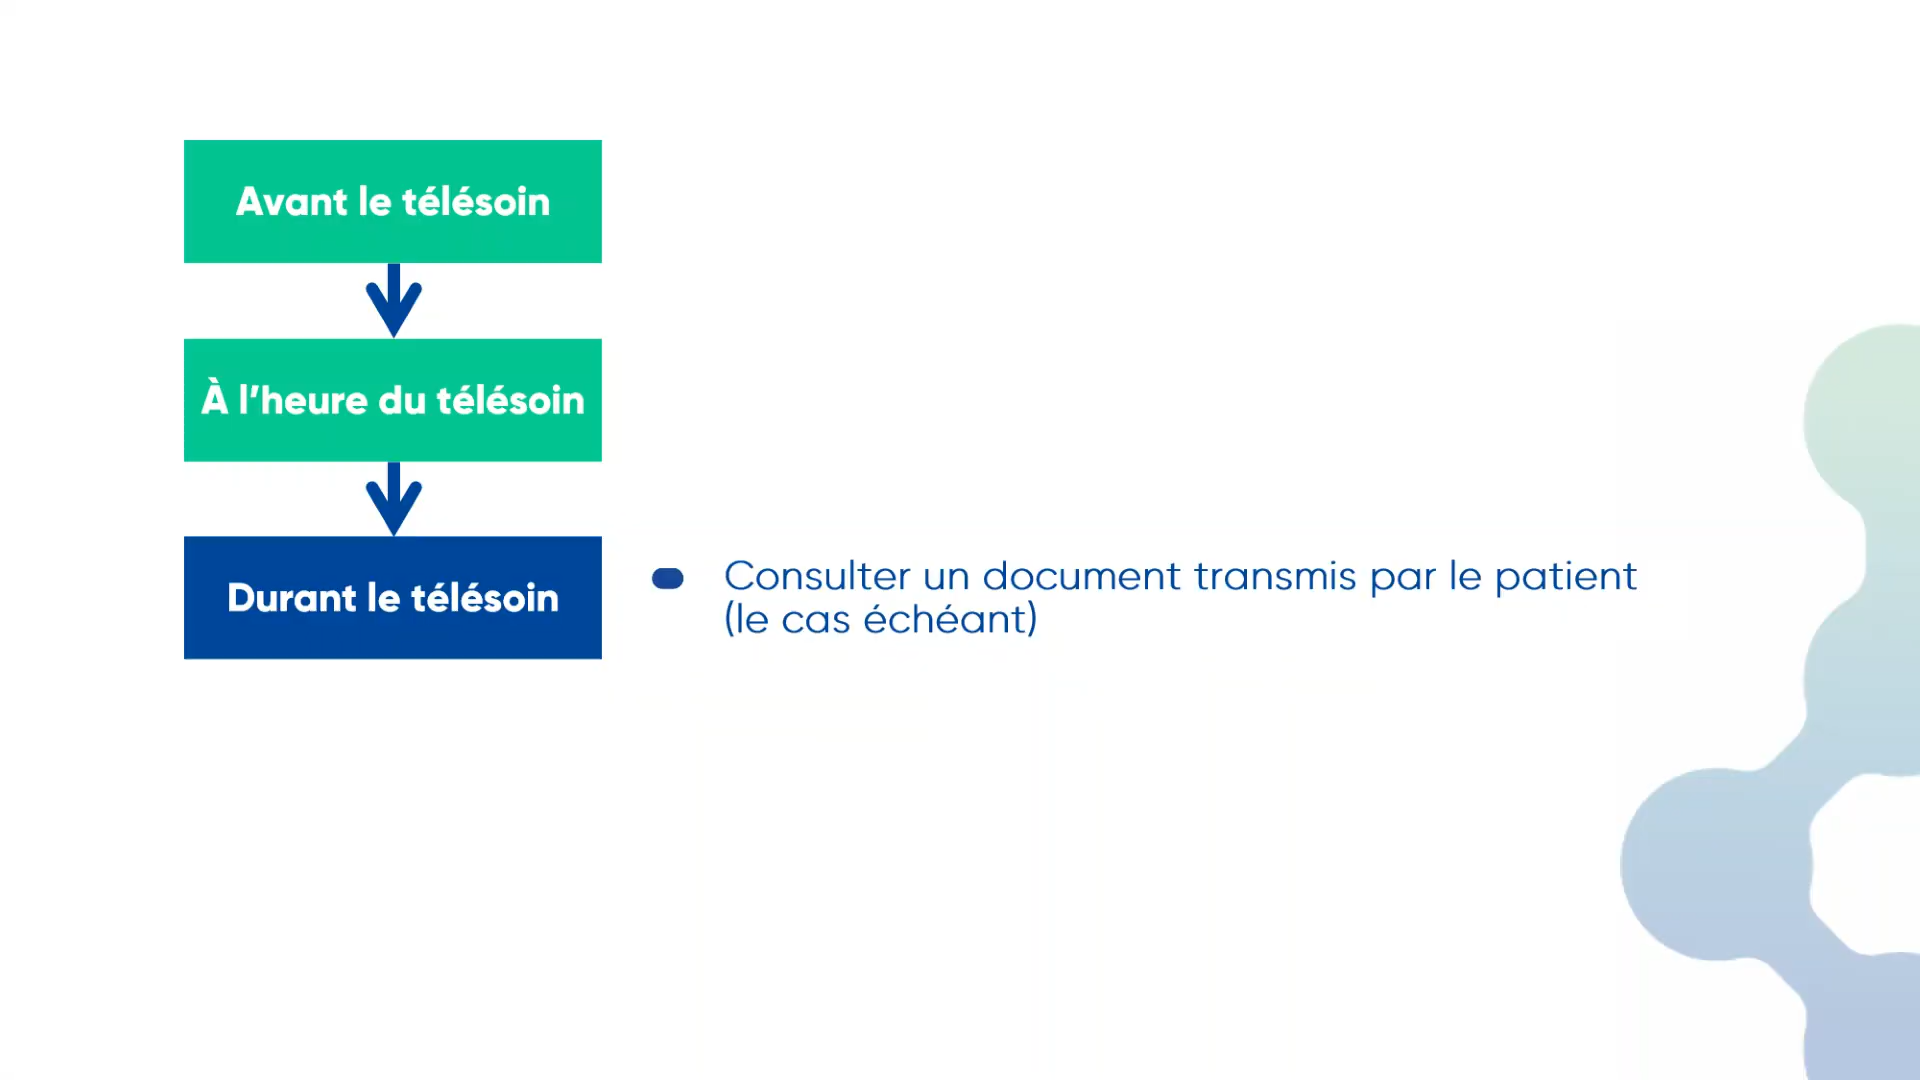 Avant le télésoin
À l’heure du télésoin
Durant le télésoin
Consulter un document transmis par le patient
(le cas échéant)